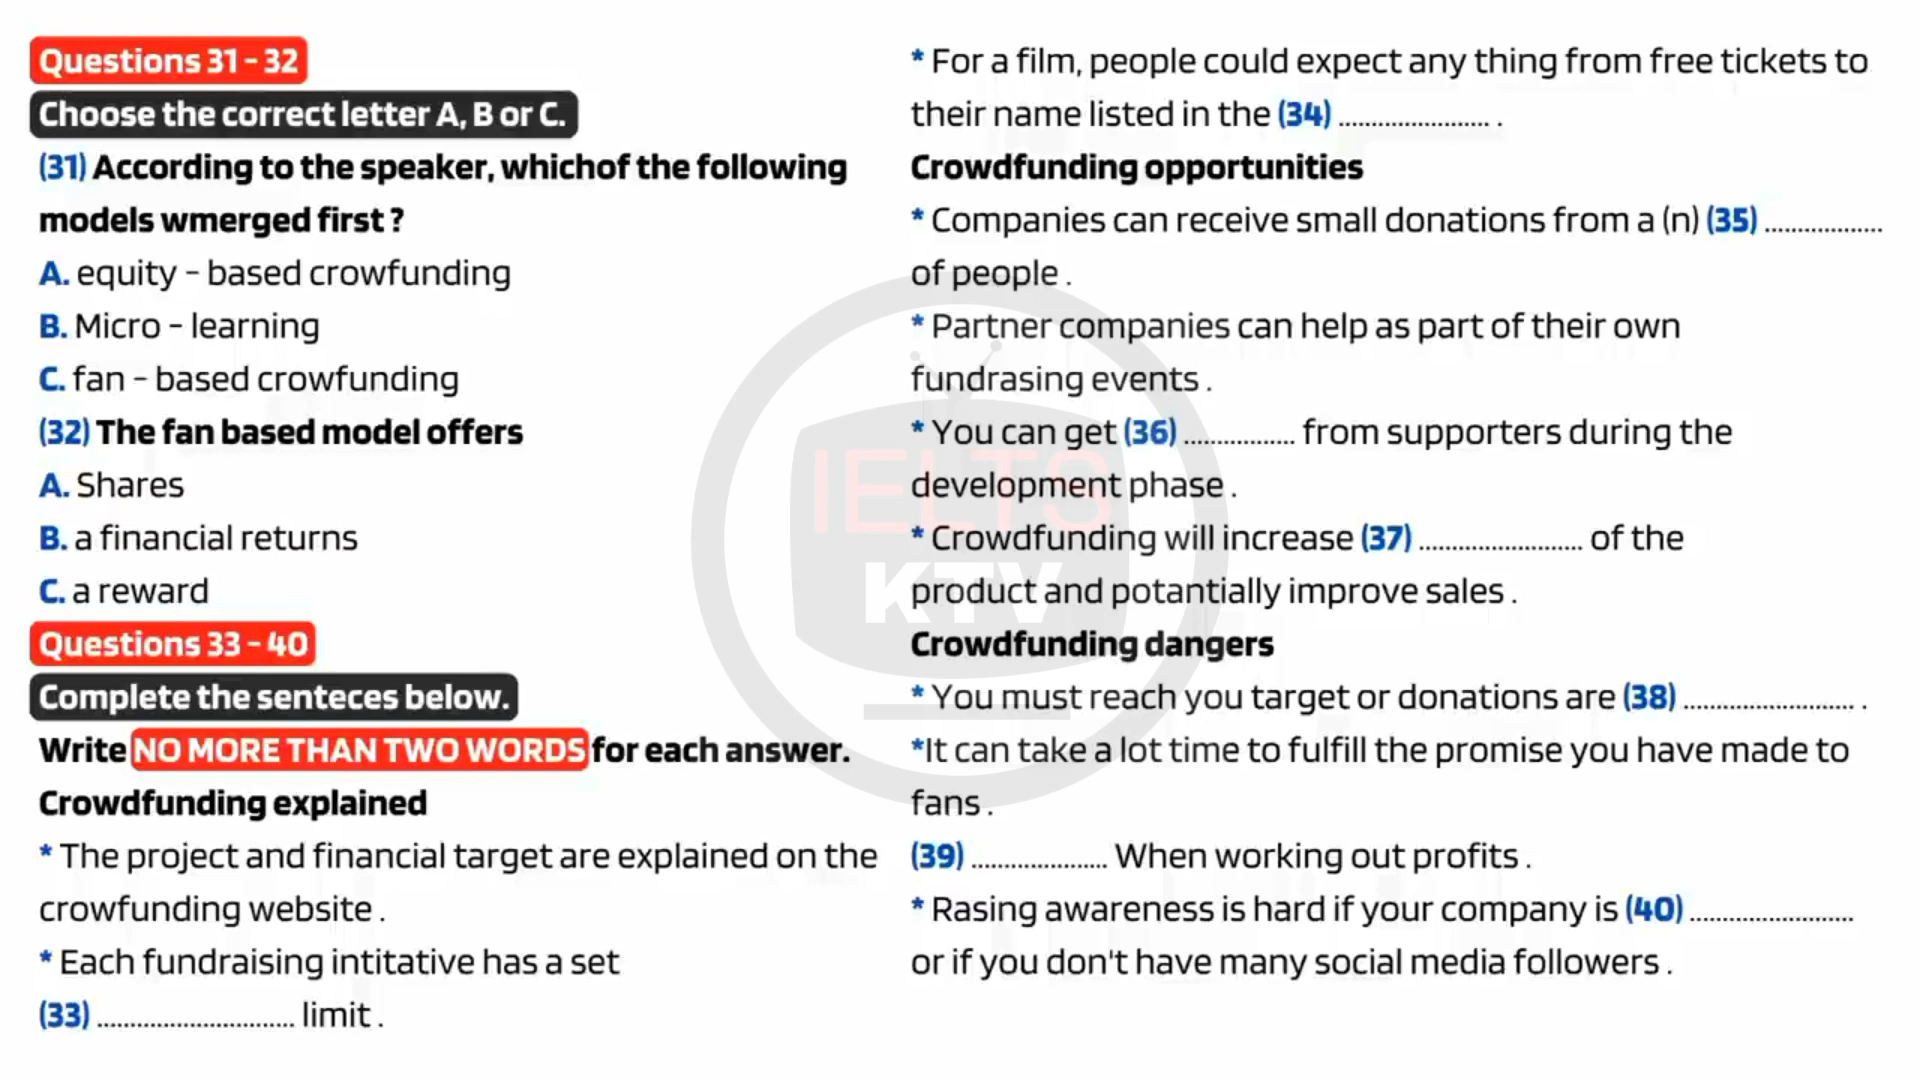 Questions 31 - 32
Choose the correct letter A, B or C.
(31) According to the speaker, whichof the following
models wmerged first ?
A. equity - based crowfunding
B. Micro - learning
C. fan - based crowfunding
(32) The fan based model offers
A. Shares
B. a financial returns
C. a reward
Questions 33 - 40
Complete the senteces below.
Write NO MORE THAN TWO WORDS for each answer.
Crowdfunding explained
* The project and financial target are explained on the
crowfunding website .
* Each fundraising intitative has a set
(33) .............................. limit .
* For a film, people could expect any thing from free tickets to
their name listed in the (34) ....................... .
Crowdfunding opportunities
* Companies can receive small donations from a (n) (35) ..................
of people .
* Partner companies can help as part of their own
fundrasing events .
* You can get (36) ................. from supporters during the
development phase .
* Crowdfunding will increase (37) ......................... of the
product and potantially improve sales .
Crowdfunding dangers
* You must reach you target or donations are (38) .......................... .
*It can take a lot time to fulfill the promise you have made to
fans .
(39) ..................... When working out profits .
* Rasing awareness is hard if your company is (40) .........................
or if you don't have many social media followers .
IELTS
KTV